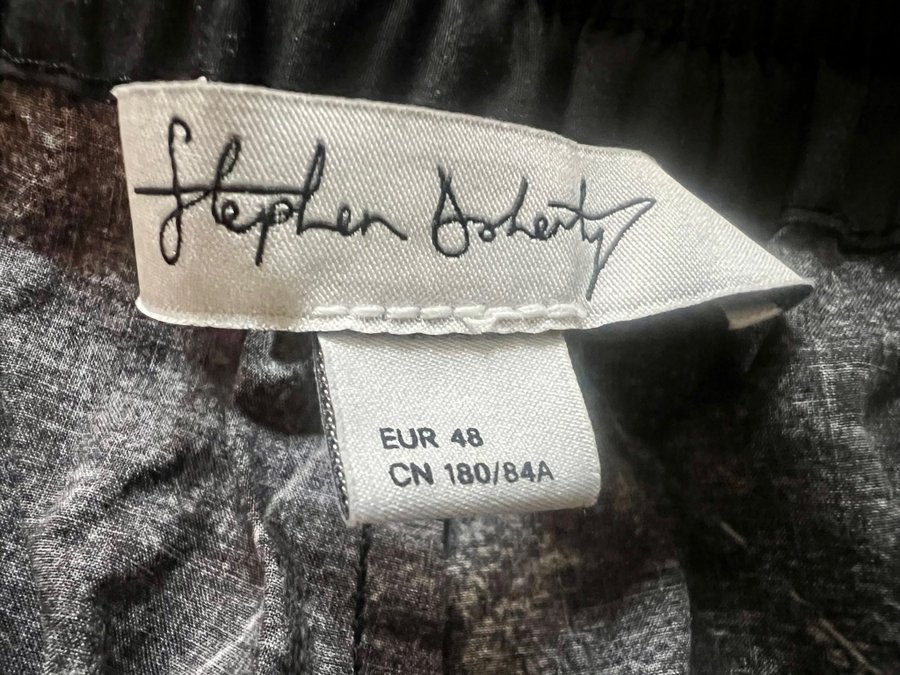 Stephen Doherty
EUR 48
CN 180/84A